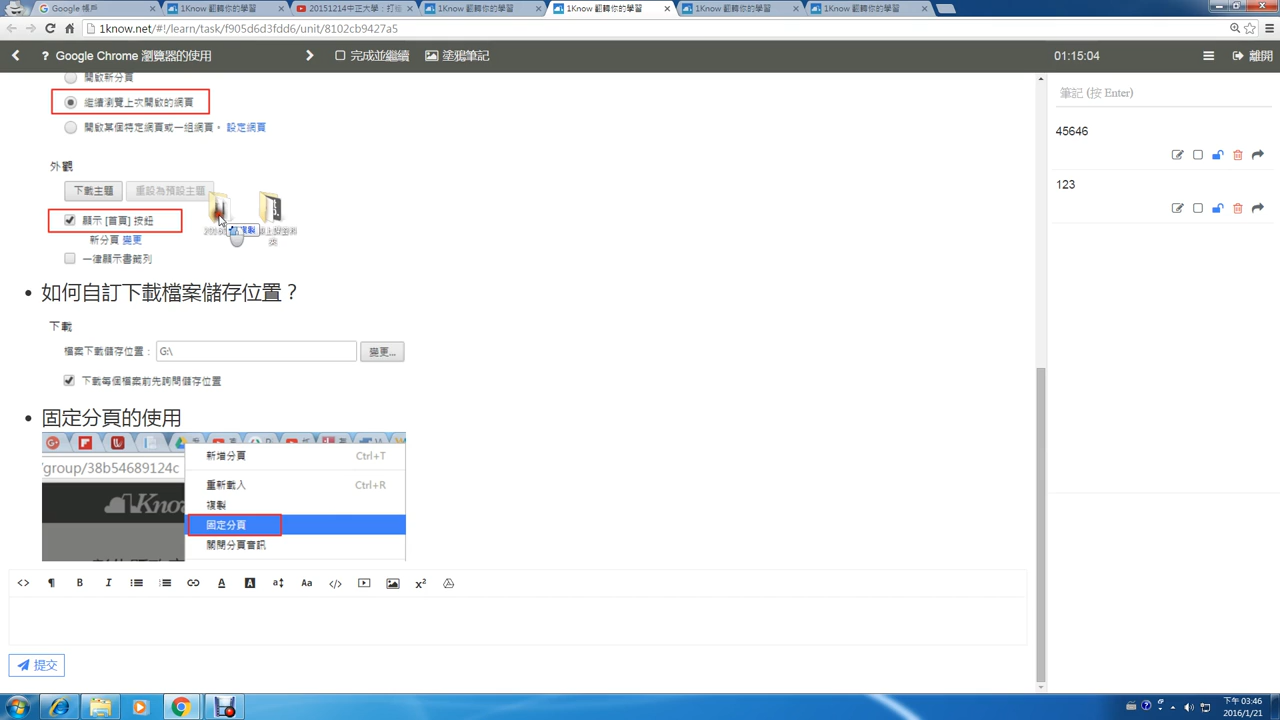 Google 帳戶
1Know 翻轉你的學習
20151214中正大學：打造
1Know 翻轉你的學習
1Know 翻轉你的學習
1Know 翻轉你的學習
1Know 翻轉你的學習
1know.net/#!/learn/task/f905d6d3fdd6/unit/8102cb9427a5
? Google Chrome 瀏覽器的使用
完成並繼續
塗鴉筆記
01:15:04
離開
開啟新分頁
繼續瀏覽上次開啟的網頁
開啟某個特定網頁或一組網頁。 設定網頁
外觀
下載主題
重設為預設主題
顯示 [首頁] 按鈕
新分頁 變更
一律顯示書籤列
• 如何自訂下載檔案儲存位置？
下載
檔案下載儲存位置：
G:\
變更...
下載每個檔案前先詢問儲存位置
• 固定分頁的使用
/group/38b54689124c
新增分頁 Ctrl+T
重新載入 Ctrl+R
複製
固定分頁
關閉分頁音訊
提交
筆記 (按 Enter)
45646
123
下午 03:46
2016/1/21